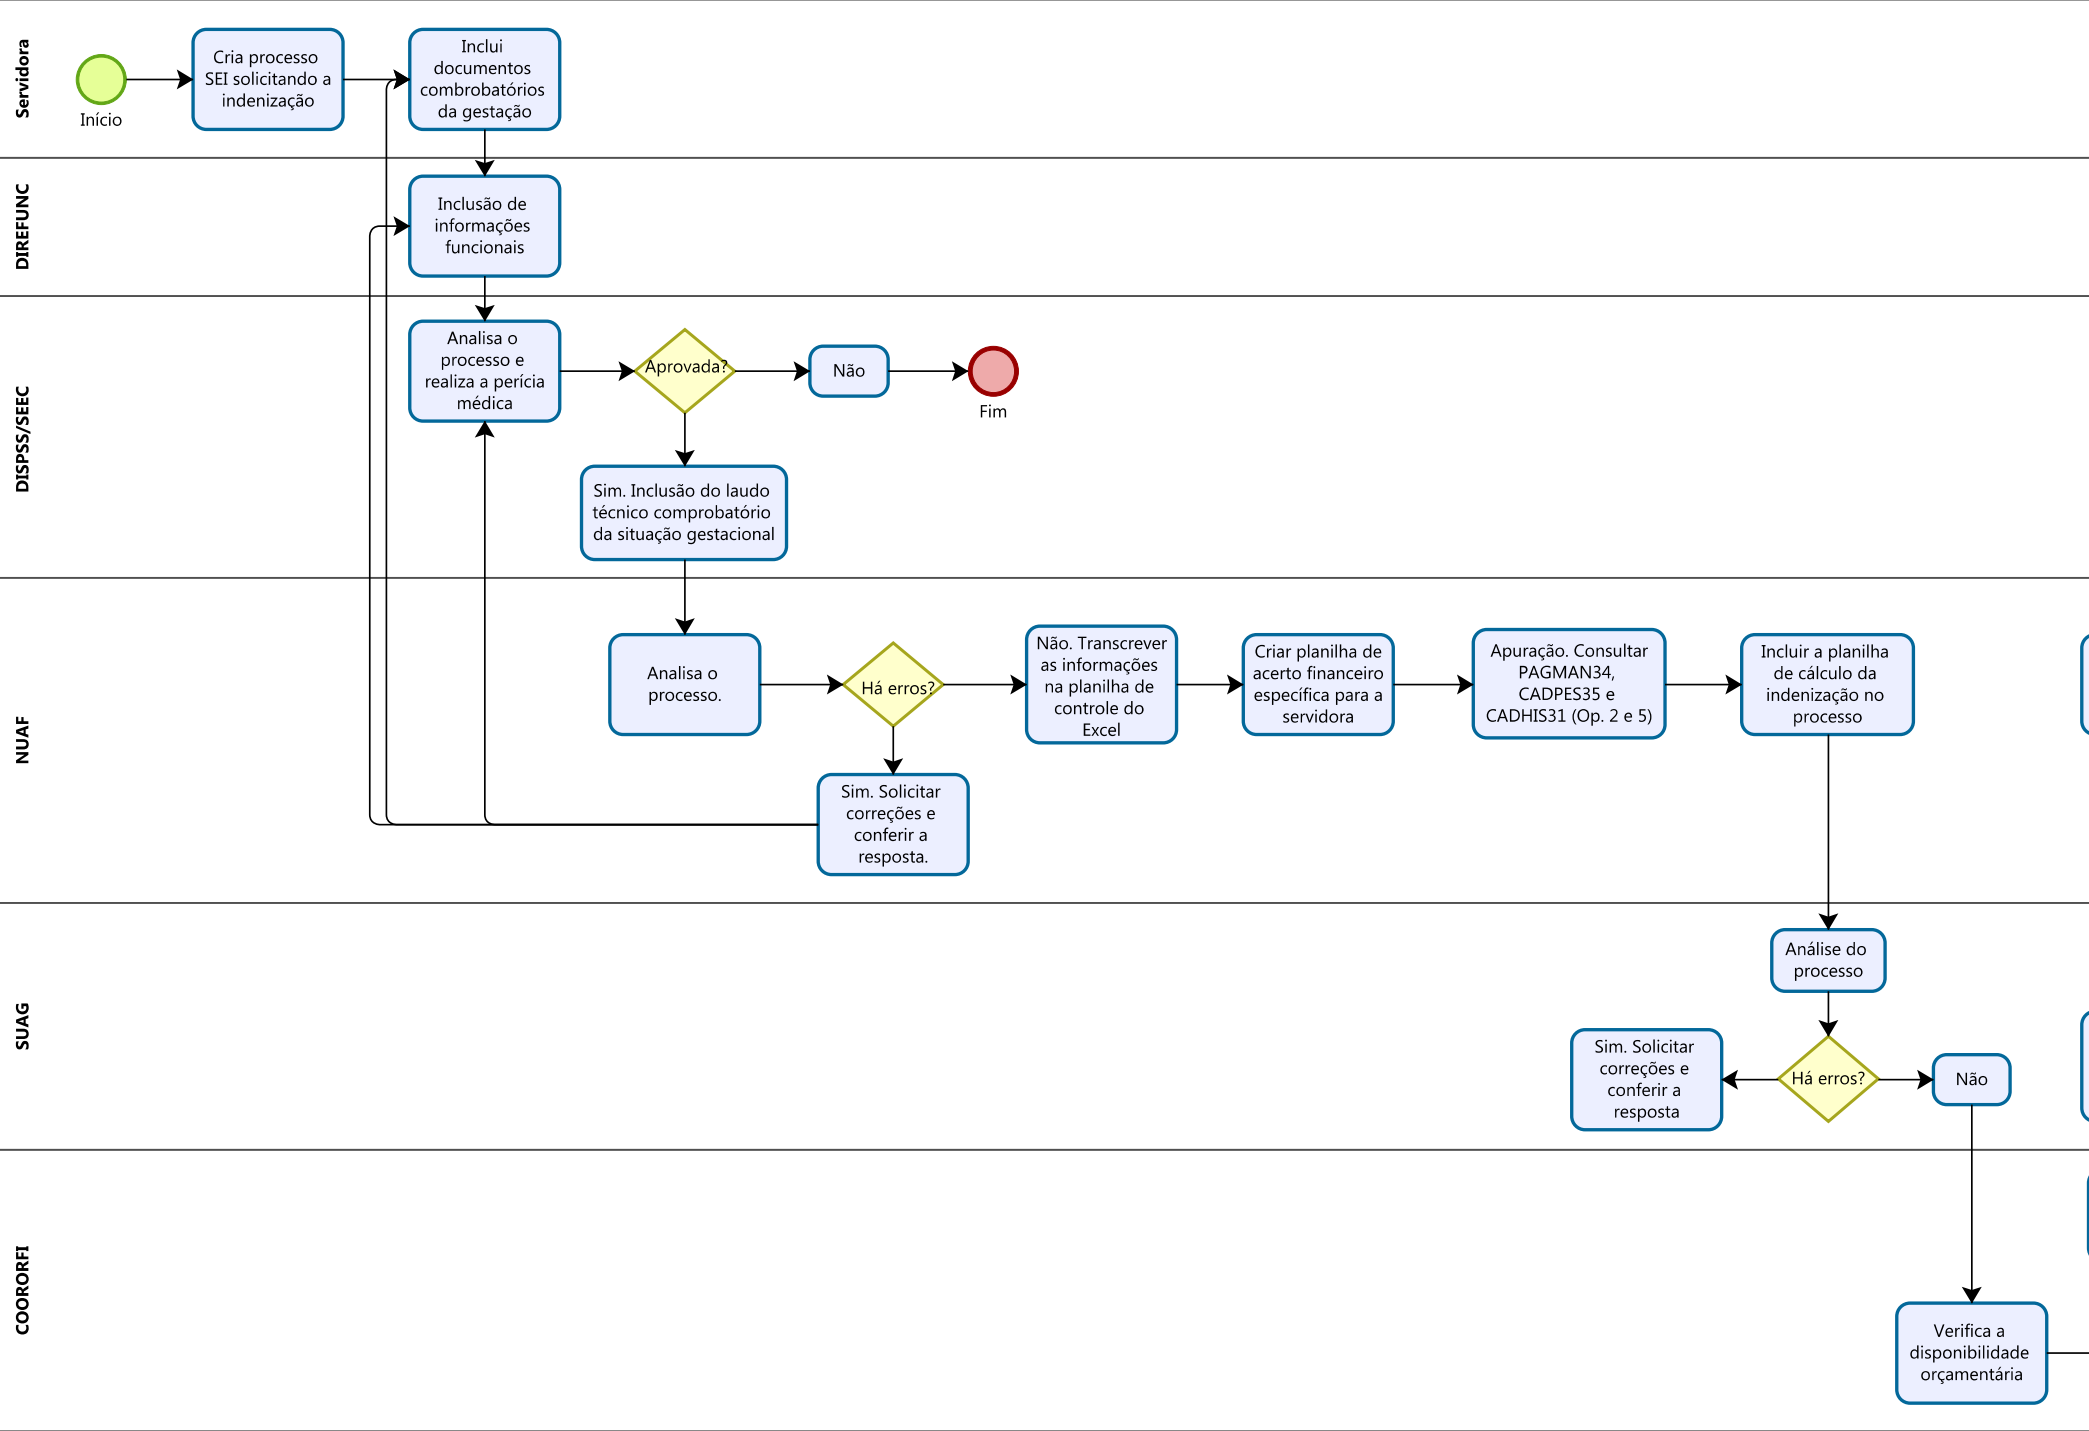 Servidora
Início
Cria processo
SEI solicitando a
indenização
Inclui
documentos
combrobatórios
da gestação
DIREFUNC
Inclusão de
informações
funcionais
DISPSS/SEEC
Analisa o
processo e
realiza a perícia
médica
Aprovada?
Não
Fim
Sim. Inclusão do laudo
técnico comprobatório
da situação gestacional
NUAF
Analisa o
processo.
Há erros?
Não. Transcrever
as informações
na planilha de
controle do
Excel
Criar planilha de
acerto financeiro
específica para a
servidora
Apuração. Consultar
PAGMAN34,
CADPES35 e
CADHIS31 (Op. 2 e 5)
Incluir a planilha
de cálculo da
indenização no
processo
Sim. Solicitar
correções e
conferir a
resposta.
SUAG
Análise do
processo
Sim. Solicitar
correções e
conferir a
resposta
Há erros?
Não
COORORFI
Verifica a
disponibilidade
orçamentária